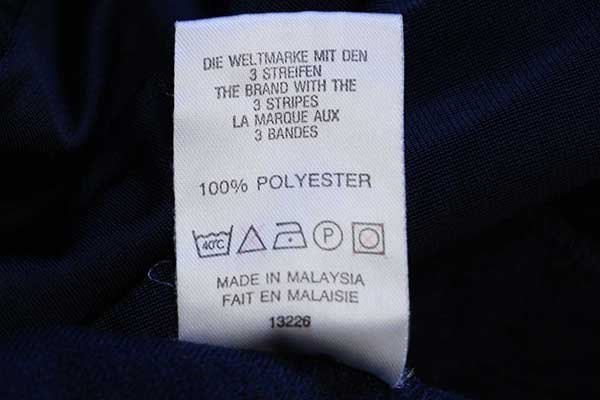 DIE WELTMARKE MIT DEN
3 STREIFEN
THE BRAND WITH THE
3 STRIPES
LA MARQUE AUX
3 BANDES
100% POLYESTER
40°C P
MADE IN MALAYSIA
FAIT EN MALAISIE
13226